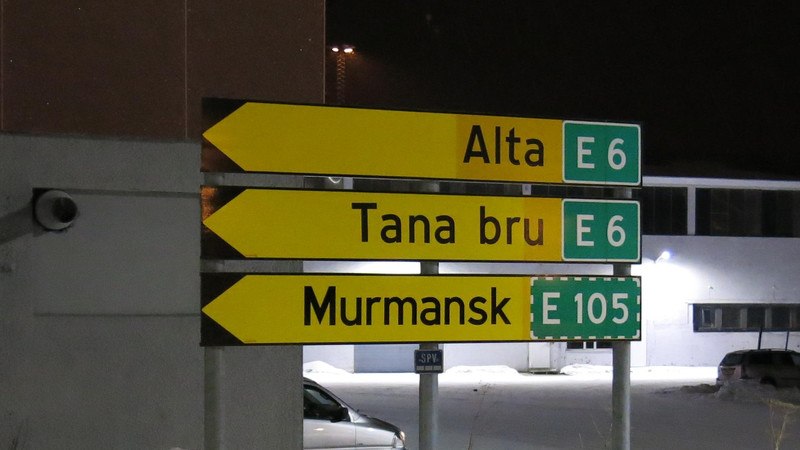 Alta E 6
Tana bru E 6
Murmansk E 105
SPV